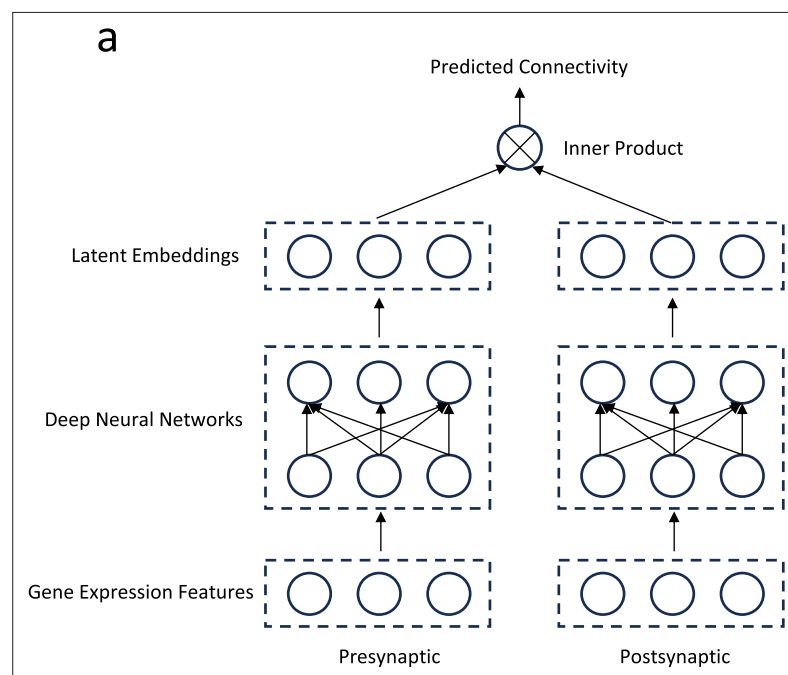 a
Predicted Connectivity
Inner Product
Latent Embeddings
Deep Neural Networks
Gene Expression Features
Presynaptic
Postsynaptic